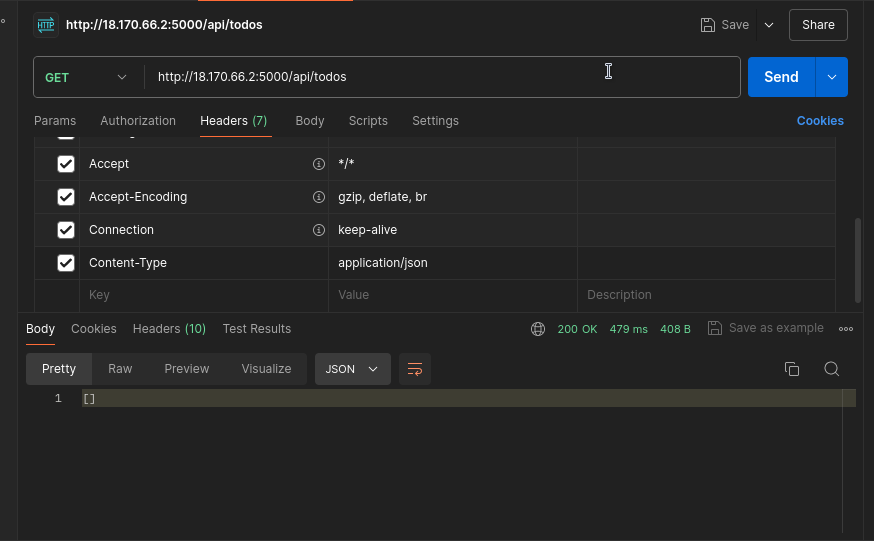 HTTP http://18.170.66.2:5000/api/todos Save Share
GET http://18.170.66.2:5000/api/todos Send
Params Authorization Headers (7) Body Scripts Settings Cookies
Accept */*
Accept-Encoding gzip, deflate, br
Connection keep-alive
Content-Type application/json
Key Value Description
Body Cookies Headers (10) Test Results 200 OK 479 ms 408 B Save as example
Pretty Raw Preview Visualize JSON
1 []